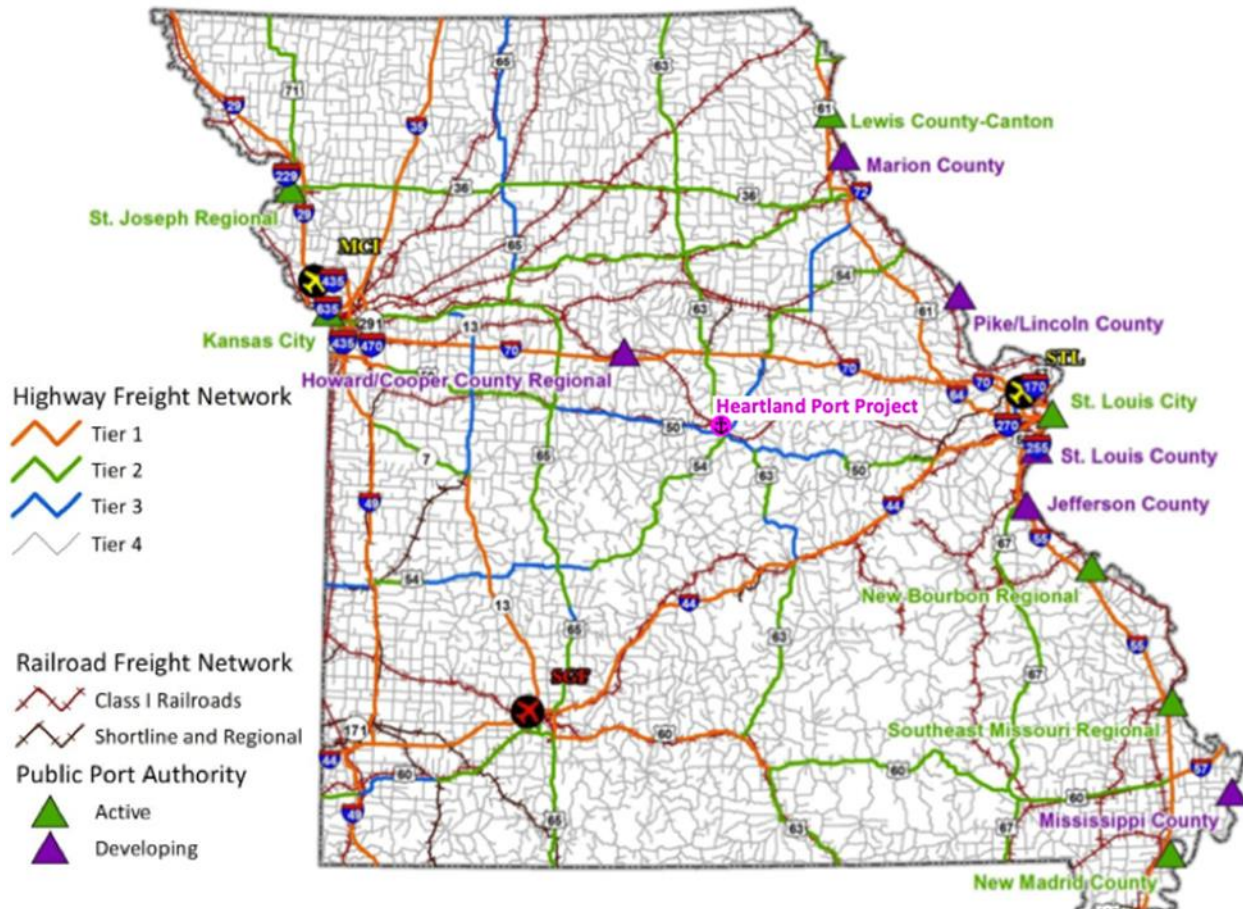 61
63
65
71
29
35
Lewis County-Canton
Marion County
229
36
36
72
St. Joseph Regional
29
65
MCI
435
54
635
291
63
61
Pike/Lincoln County
13
Kansas City
435
470
70
STL
Howard/Cooper County Regional
70
70
170
64
Heartland Port Project
St. Louis City
Highway Freight Network
50
270
Tier 1
7
65
54
255
St. Louis County
Tier 2
63
50
Tier 3
49
44
Jefferson County
Tier 4
67
55
54
New Bourbon Regional
13
44
65
63
55
Railroad Freight Network
SGF
67
Class I Railroads
171
60
Southeast Missouri Regional
Shortline and Regional
44
60
60
57
Public Port Authority
60
49
65
63
67
Mississippi County
Active
Developing
New Madrid County